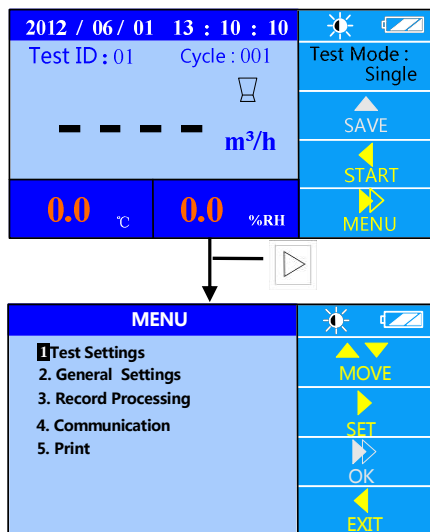 2012 / 06/ 01 13 : 10 : 10
Test ID : 01 Cycle : 001
- - - - m³/h
0.0 ℃ 0.0 %RH
Test Mode :
Single
SAVE
START
MENU
MENU
1Test Settings
2. General Settings
3. Record Processing
4. Communication
5. Print
MOVE
SET
OK
EXIT